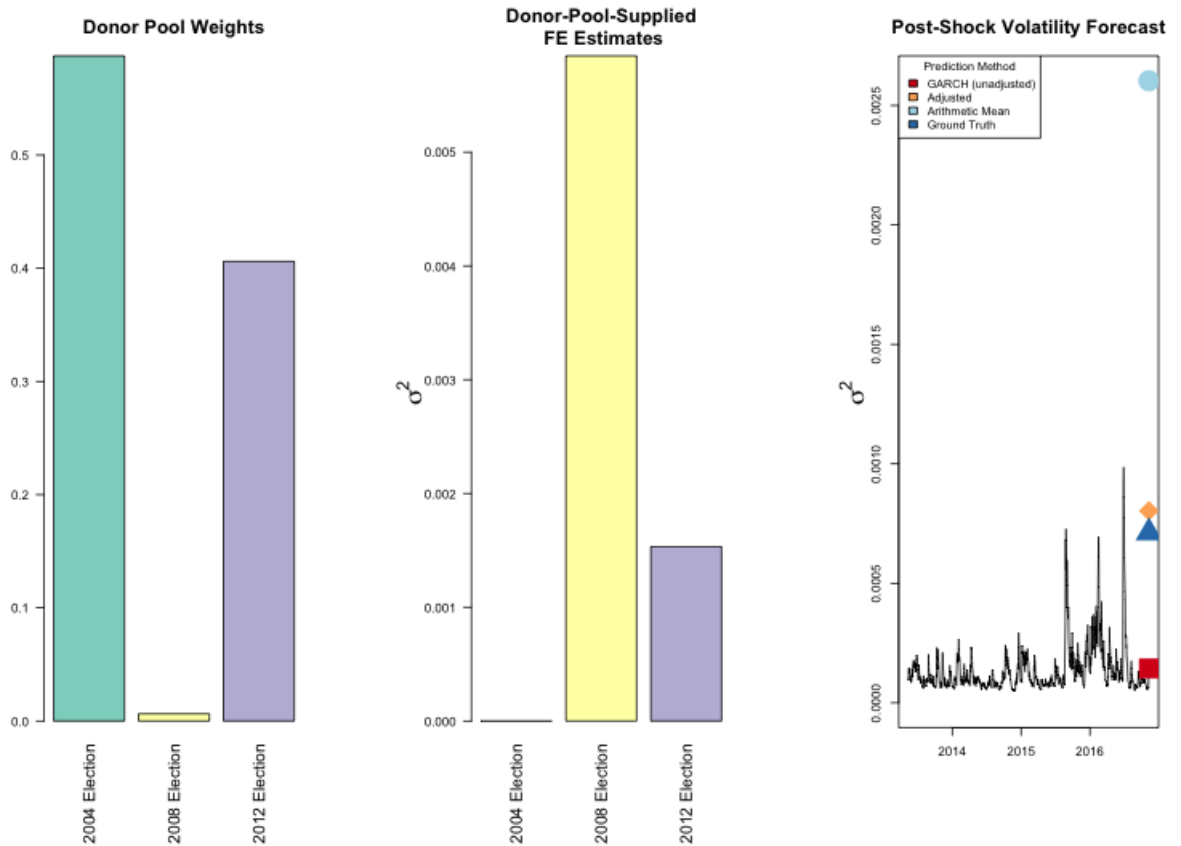 Donor Pool Weights
0.5
0.4
0.3
0.2
0.1
0.0
2004 Election
2008 Election
2012 Election
Donor-Pool-Supplied
FE Estimates
σ²
0.005
0.004
0.003
0.002
0.001
0.000
2004 Election
2008 Election
2012 Election
Post-Shock Volatility Forecast
Prediction Method
GARCH (unadjusted)
Adjusted
Arithmetic Mean
Ground Truth
σ²
0.0025
0.0020
0.0015
0.0010
0.0005
0.0000
2014
2015
2016